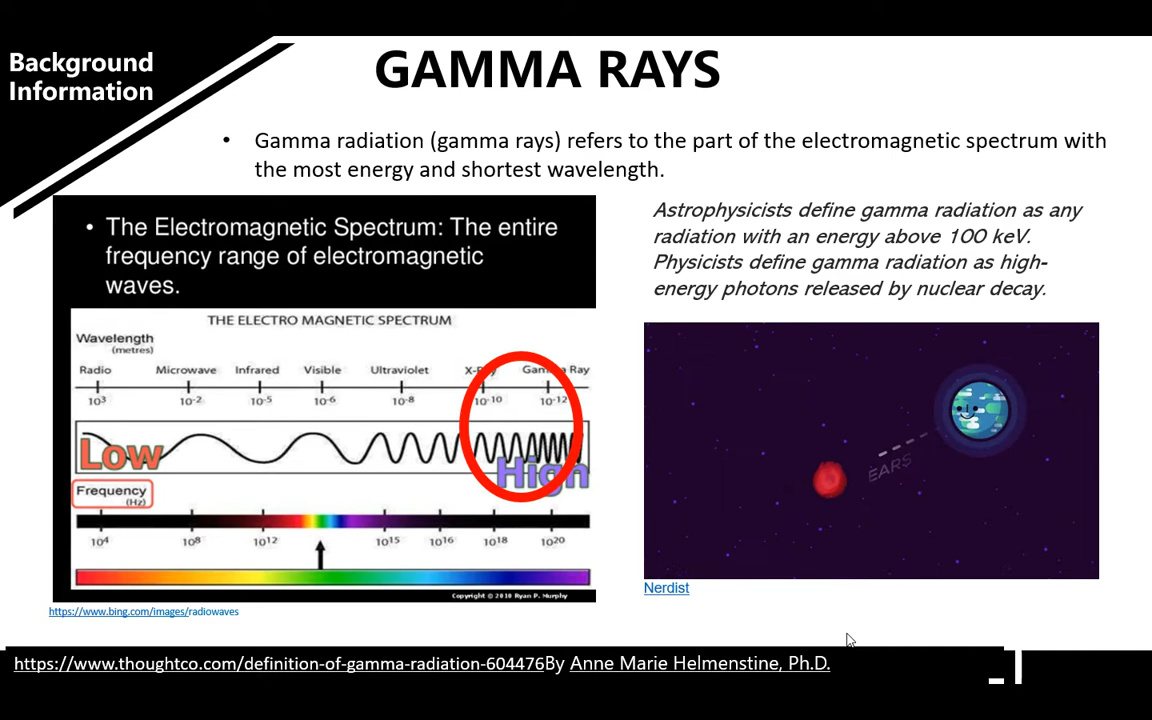 Background
Information
GAMMA RAYS
• Gamma radiation (gamma rays) refers to the part of the electromagnetic spectrum with
the most energy and shortest wavelength.
• The Electromagnetic Spectrum: The entire
frequency range of electromagnetic
waves.
THE ELECTRO MAGNETIC SPECTRUM
Wavelength
(metres)
Radio Microwave Infrared Visible Ultraviolet X-Ray Gamma Ray
10³ 10⁻² 10⁻⁵ 10⁻⁶ 10⁻⁸ 10⁻¹⁰ 10⁻¹²
Low
High
Frequency
(Hz)
10⁴ 10⁸ 10¹² 10¹⁵ 10¹⁶ 10¹⁸ 10²⁰
Copyright © 2010 Ryan P. Murphy
https://www.bing.com/images/radiowaves
Astrophysicists define gamma radiation as any
radiation with an energy above 100 keV.
Physicists define gamma radiation as high-
energy photons released by nuclear decay.
EARS
Nerdist
https://www.thoughtco.com/definition-of-gamma-radiation-604476By Anne Marie Helmenstine, Ph.D.